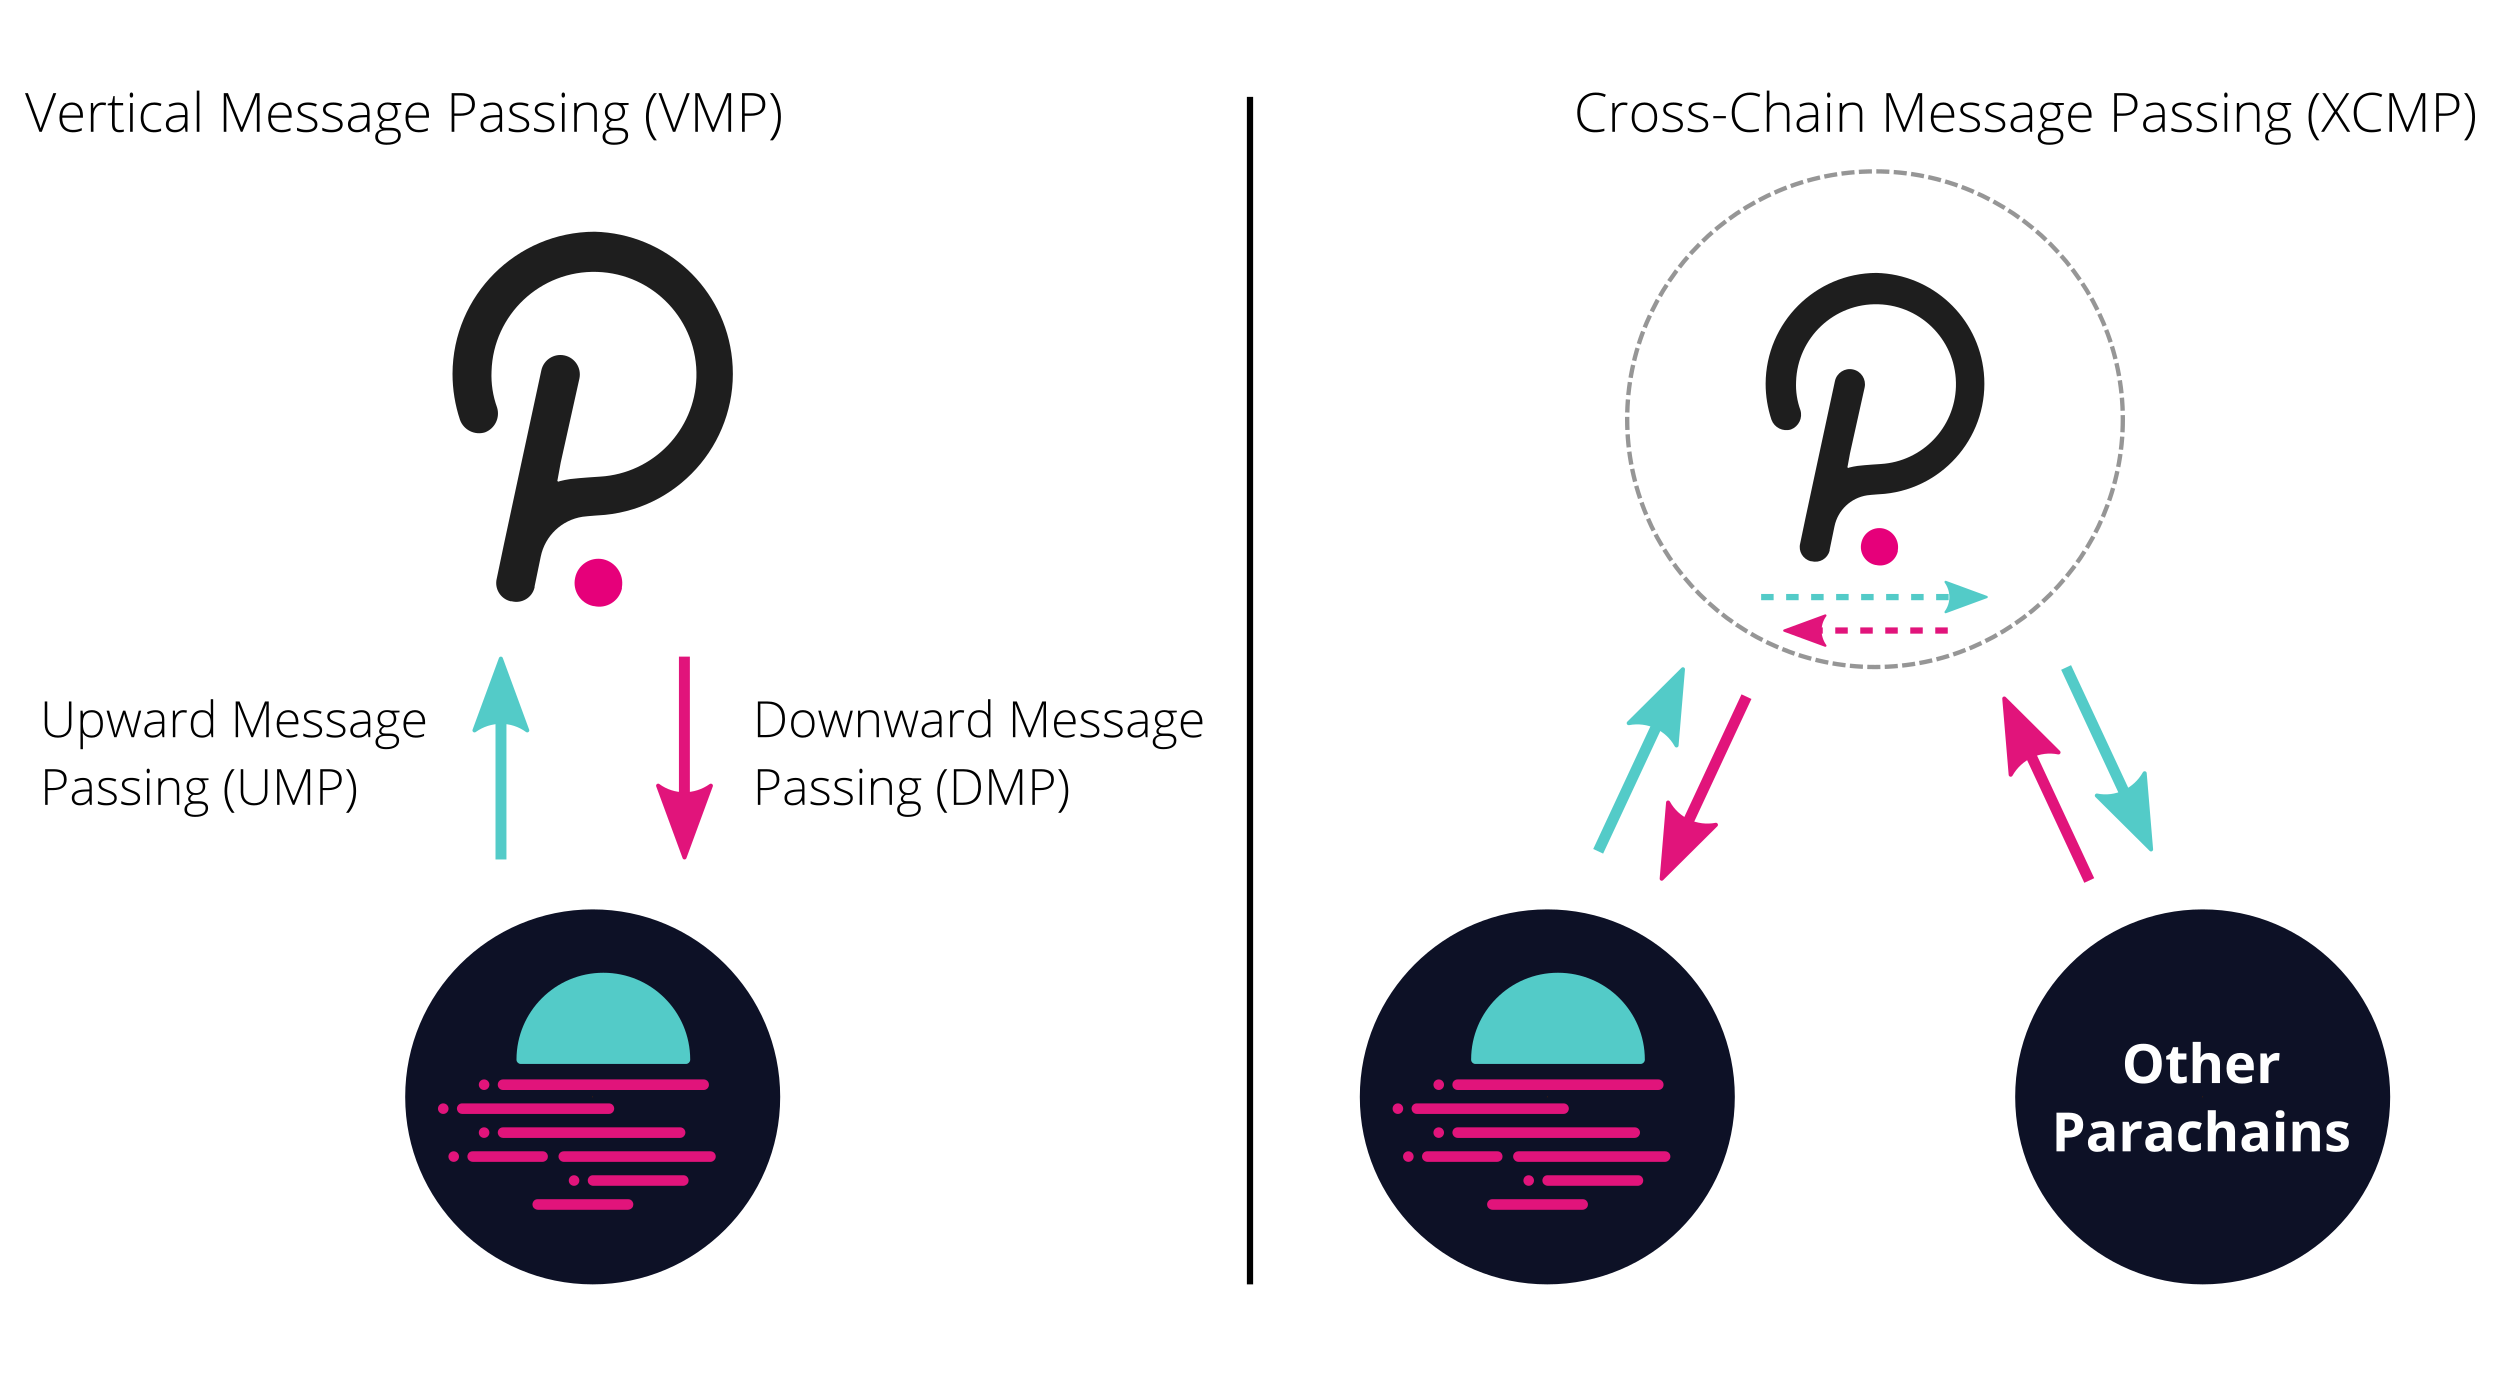 Vertical Message Passing (VMP)
Cross-Chain Message Passing (XCMP)
Upward Message
Passing (UMP)
Downward Message
Passing (DMP)
Other
Parachains